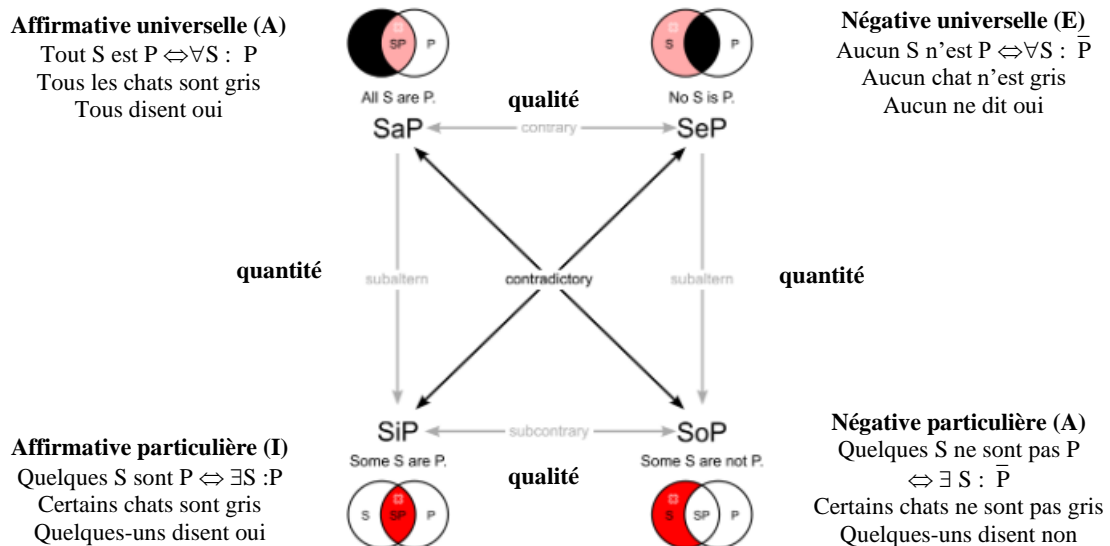 Affirmative universelle (A)
Tout S est P ⇔∀S : P
Tous les chats sont gris
Tous disent oui
SP
P
All S are P.
qualité
S
P
No S is P.
Négative universelle (E)
Aucun S n'est P ⇔∀S : P̅
Aucun chat n'est gris
Aucun ne dit oui
SaP
contrary
SeP
quantité
subaltern
contradictory
subaltern
quantité
SiP
subcontrary
SoP
Affirmative particulière (I)
Quelques S sont P ⇔ ∃S :P
Certains chats sont gris
Quelques-uns disent oui
Some S are P.
S
SP
P
qualité
Some S are not P.
S
SP
P
Négative particulière (A)
Quelques S ne sont pas P
⇔ ∃ S : P̅
Certains chats ne sont pas gris
Quelques-uns disent non